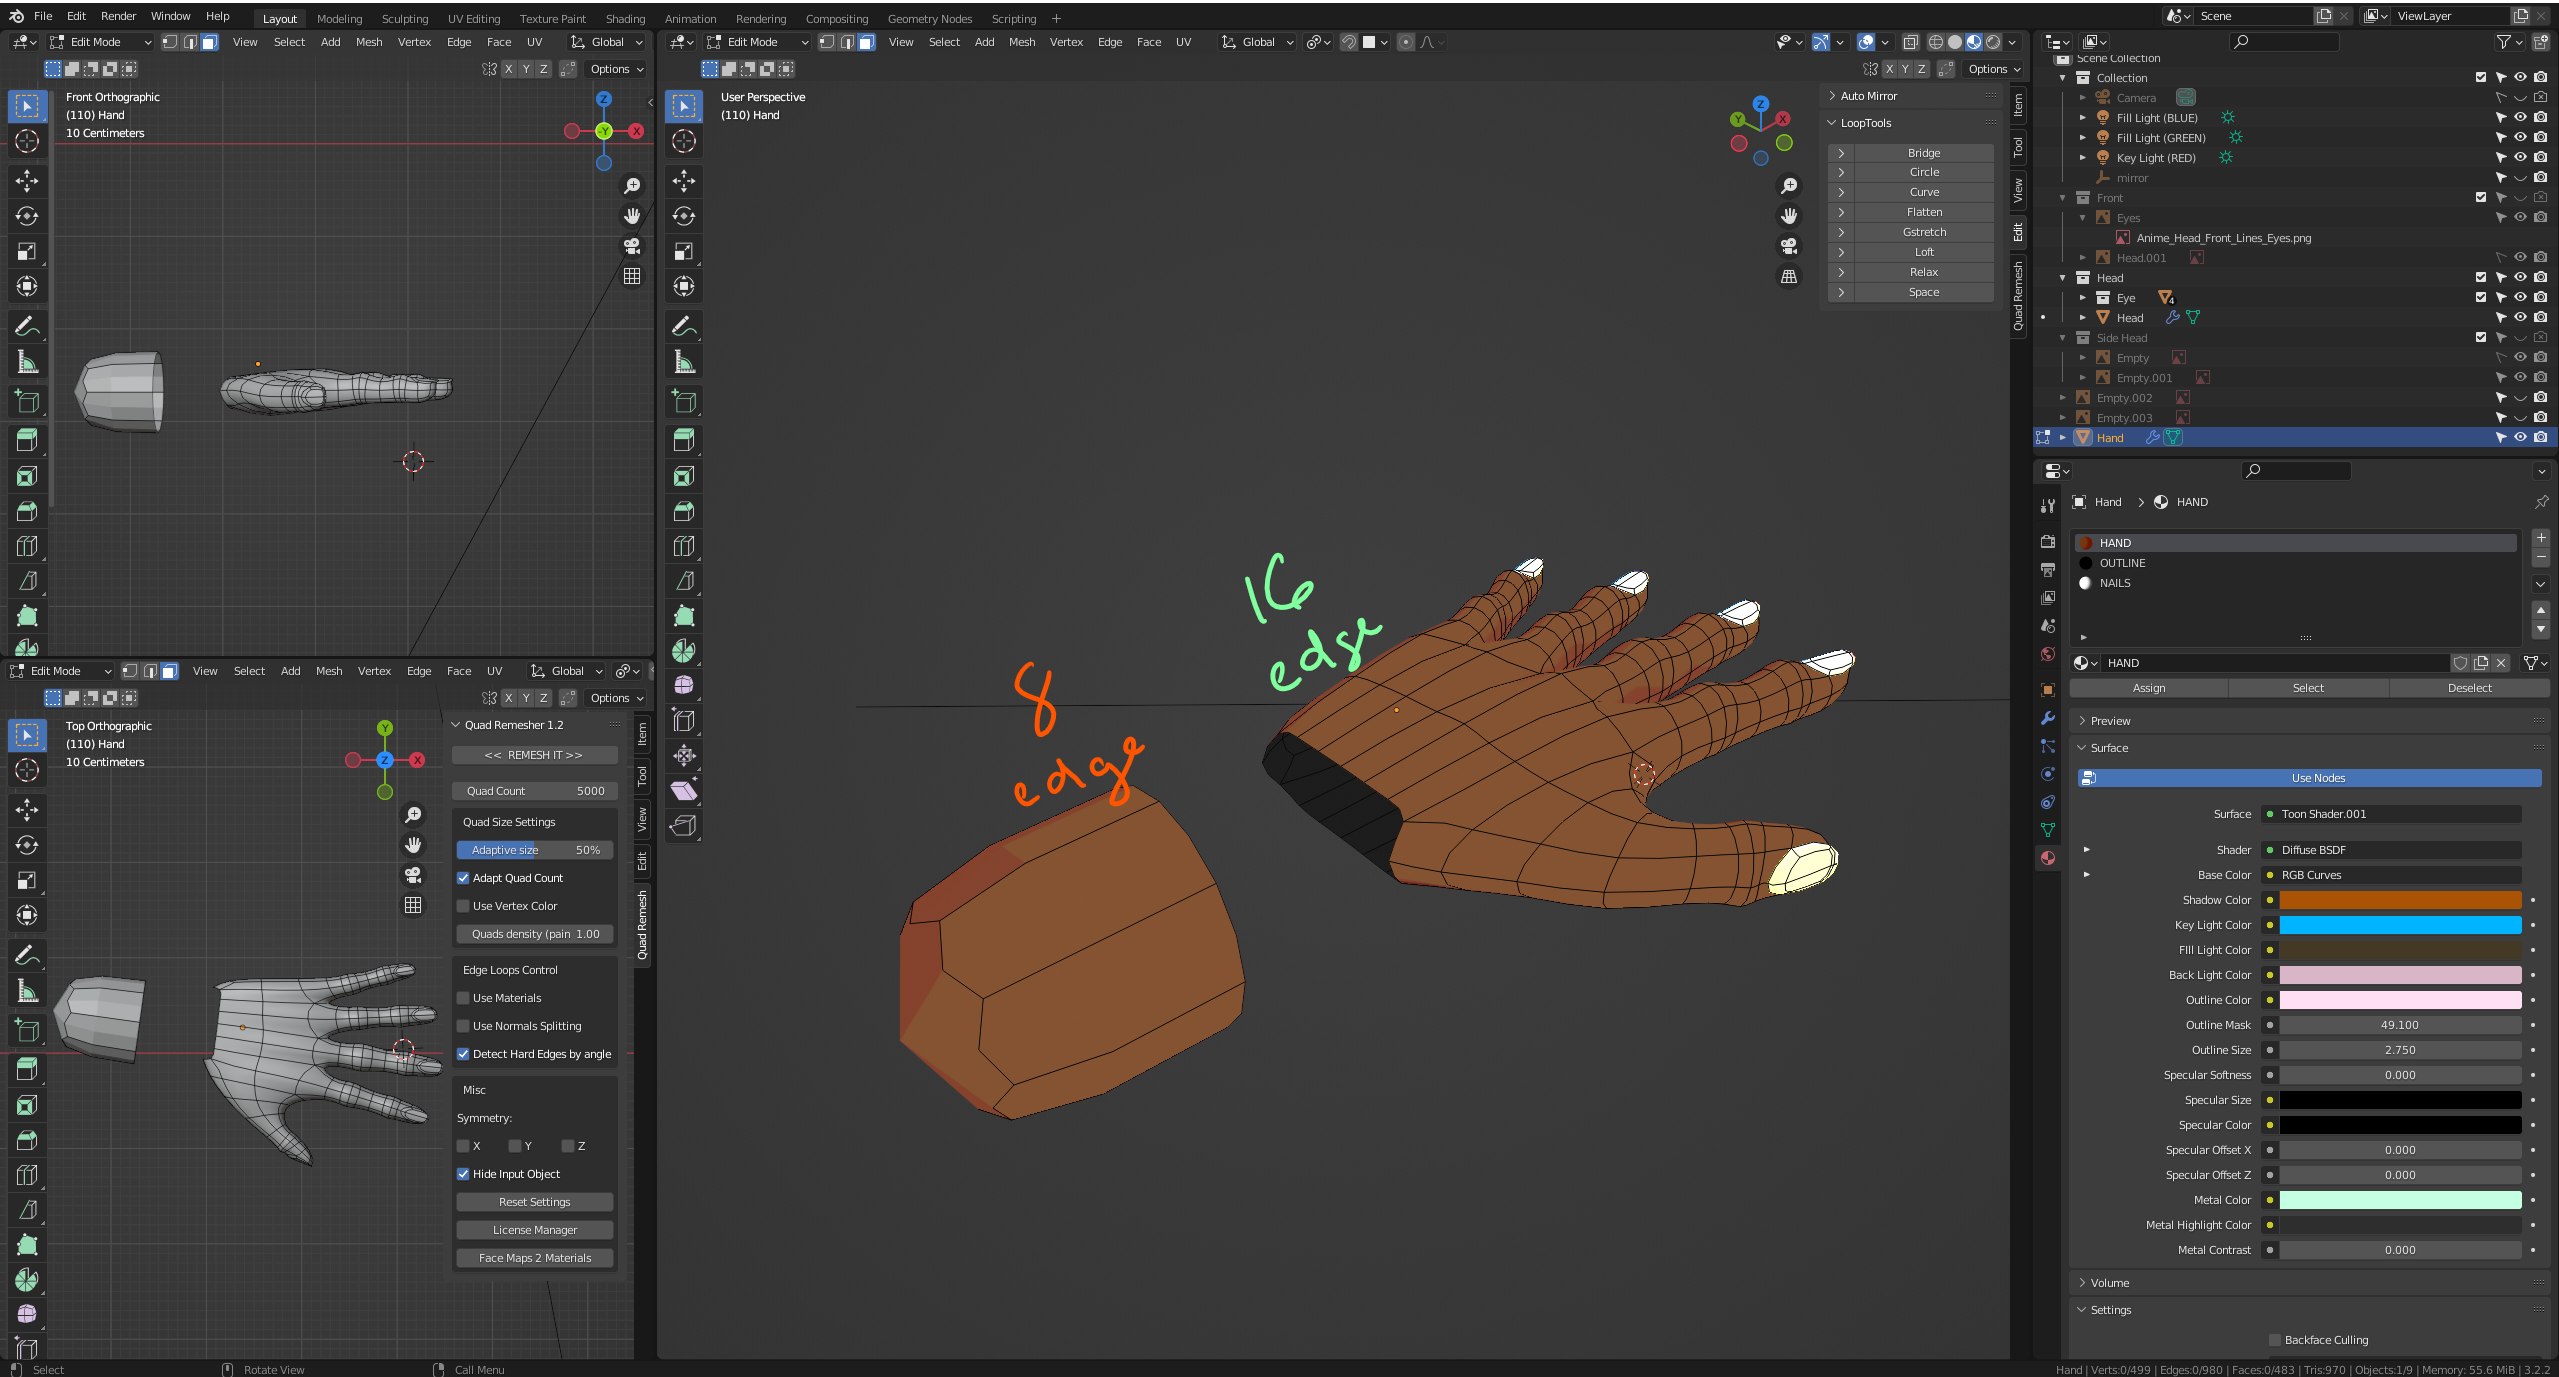 File Edit Render Window Help Layout Modeling Sculpting UV Editing Texture Paint Shading Animation Rendering Compositing Geometry Nodes Scripting + Scene ViewLayer
Edit Mode View Select Add Mesh Vertex Edge Face UV Global
X Y Z Options
Front Orthographic
(110) Hand
10 Centimeters
Z
Y X
Edit Mode View Select Add Mesh Vertex Edge Face UV Global
X Y Z Options
Top Orthographic
(110) Hand
10 Centimeters
Y
Z X
Quad Remesher 1.2
<< REMESH IT >>
Quad Count 5000
Quad Size Settings
Adaptive size 50%
Adapt Quad Count
Use Vertex Color
Quads density (pain 1.00
Edge Loops Control
Use Materials
Use Normals Splitting
Detect Hard Edges by angle
Misc
Symmetry:
X Y Z
Hide Input Object
Reset Settings
License Manager
Face Maps 2 Materials
Item
Tool
View
Edit
Quad Remesh
Edit Mode View Select Add Mesh Vertex Edge Face UV Global
X Y Z Options
User Perspective
(110) Hand
Z
Y X
16
edge
8
edge
Auto Mirror
LoopTools
Bridge
Circle
Curve
Flatten
Gstretch
Loft
Relax
Space
Item
Tool
View
Edit
Quad Remesh
Scene Collection
Collection
Camera
Fill Light (BLUE)
Fill Light (GREEN)
Key Light (RED)
mirror
Front
Eyes
Anime_Head_Front_Lines_Eyes.png
Head.001
Head
Eye 4
Head
Side Head
Empty
Empty.001
Empty.002
Empty.003
Hand
Hand > HAND
HAND
OUTLINE
NAILS
HAND
Assign Select Deselect
Preview
Surface
Use Nodes
Surface Toon Shader.001
Shader Diffuse BSDF
Base Color RGB Curves
Shadow Color
Key Light Color
FIll Light Color
Back Light Color
Outline Color
Outline Mask 49.100
Outline Size 2.750
Specular Softness 0.000
Specular Size
Specular Color
Specular Offset X 0.000
Specular Offset Z 0.000
Metal Color
Metal Highlight Color
Metal Contrast 0.000
Volume
Settings
Backface Culling
Select Rotate View Call Menu Hand | Verts:0/499 | Edges:0/980 | Faces:0/483 | Tris:970 | Objects:1/9 | Memory: 55.6 MiB | 3.2.2